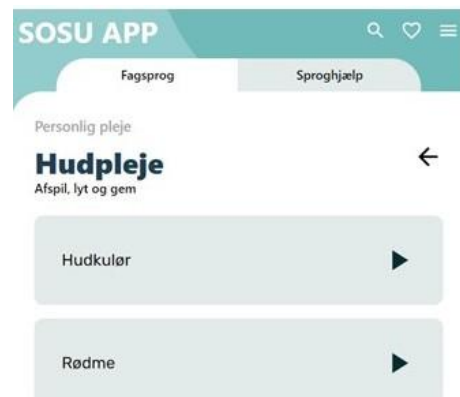 SOSU APP
Fagsprog Sproghjælp
Personlig pleje
Hudpleje
Afspil, lyt og gem
Hudkulør
Rødme